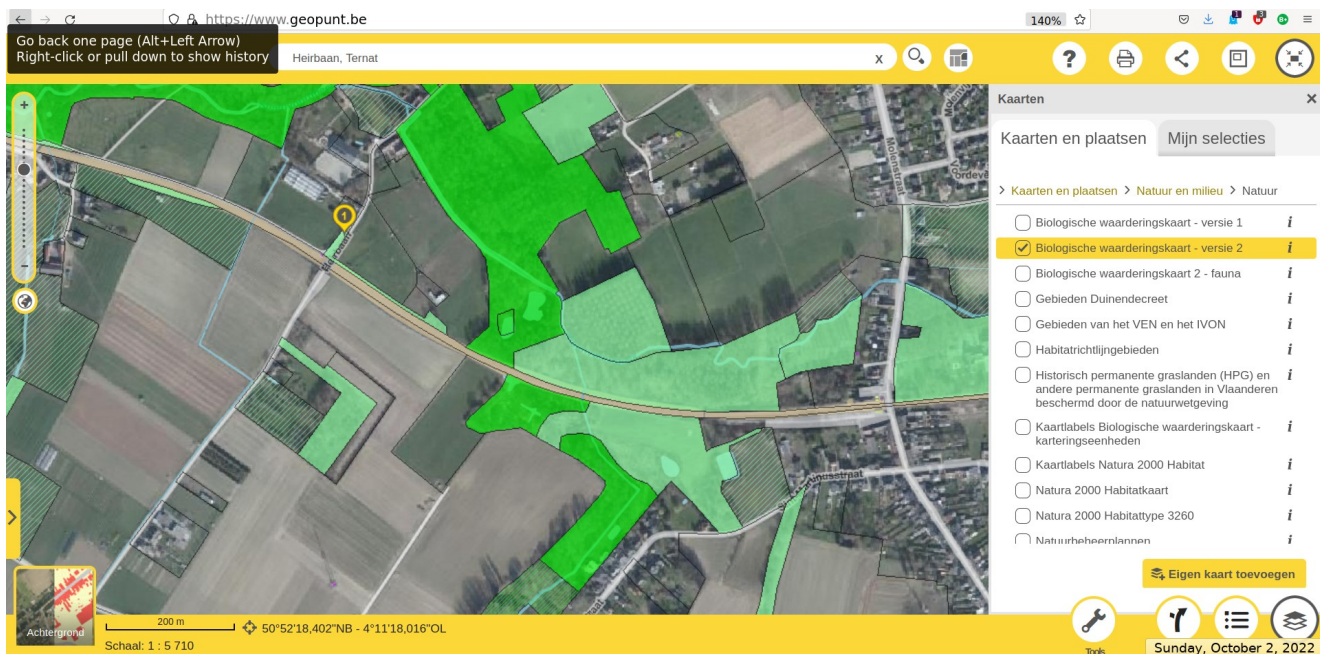 https://www.geopunt.be
140%
Go back one page (Alt+Left Arrow)
Right-click or pull down to show history
Heirbaan, Ternat
x
?
Kaarten
Kaarten en plaatsen
Mijn selecties
> Kaarten en plaatsen > Natuur en milieu > Natuur
Biologische waarderingskaart - versie 1
i
Biologische waarderingskaart - versie 2
i
Biologische waarderingskaart 2 - fauna
i
Gebieden Duinendecreet
i
Gebieden van het VEN en het IVON
i
Habitatrichtlijngebieden
i
Historisch permanente graslanden (HPG) en
i
andere permanente graslanden in Vlaanderen
beschermd door de natuurwetgeving
Kaartlabels Biologische waarderingskaart -
i
karteringseenheden
Kaartlabels Natura 2000 Habitat
i
Natura 2000 Habitatkaart
i
Natura 2000 Habitattype 3260
i
Natuurbeheerplannen
i
Eigen kaart toevoegen
Molenstraat
1
Heirbaan
Achtergrond
200 m
50°52'18,402"NB - 4°11'18,016"OL
Schaal: 1 : 5 710
Tools
Sunday, October 2, 2022